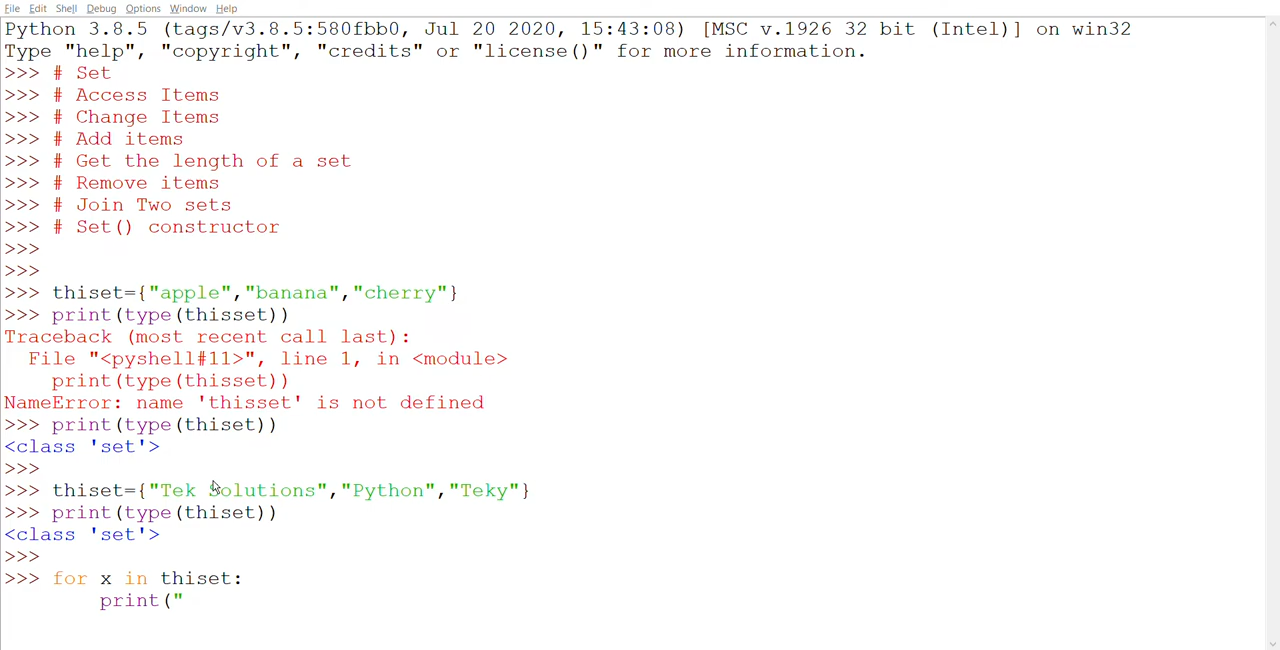 File Edit Shell Debug Options Window Help
Python 3.8.5 (tags/v3.8.5:580fbb0, Jul 20 2020, 15:43:08) [MSC v.1926 32 bit (Intel)] on win32
Type "help", "copyright", "credits" or "license()" for more information.
>>> # Set
>>> # Access Items
>>> # Change Items
>>> # Add items
>>> # Get the length of a set
>>> # Remove items
>>> # Join Two sets
>>> # Set() constructor
>>>
>>>
>>> thiset={"apple","banana","cherry"}
>>> print(type(thisset))
Traceback (most recent call last):
  File "<pyshell#11>", line 1, in <module>
    print(type(thisset))
NameError: name 'thisset' is not defined
>>> print(type(thiset))
<class 'set'>
>>>
>>> thiset={"Tek Solutions","Python","Teky"}
>>> print(type(thiset))
<class 'set'>
>>>
>>> for x in thiset:
        print("